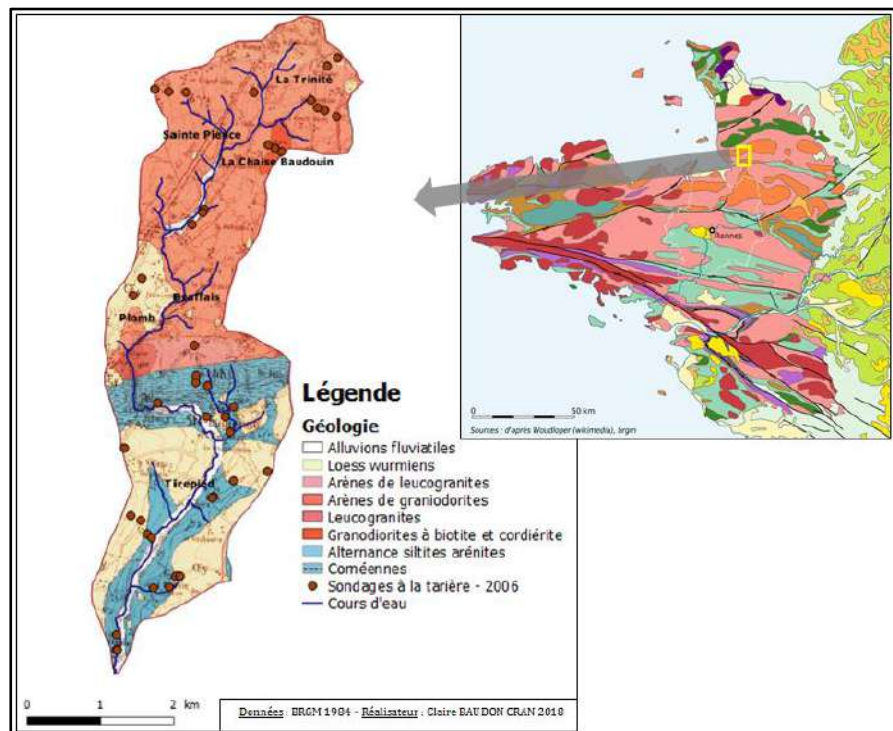 La Trinité
Sainte Pience
La Chaise Baudouin
Braffais
Plomb
Tirepied
Légende
Géologie
Alluvions fluviatiles
Loess wurmiens
Arènes de leucogranites
Arènes de graniodorites
Leucogranites
Granodiorites à biotite et cordiérite
Alternance siltites arénites
Cornéennes
Sondages à la tarière - 2006
Cours d'eau
0 1 2 km
Données : BRGM 1984 - Réalisateur : Claire BAUDON CRAN 2018
Rennes
0 50 km
Sources : d'après Woudloper (wikimedia), brgm